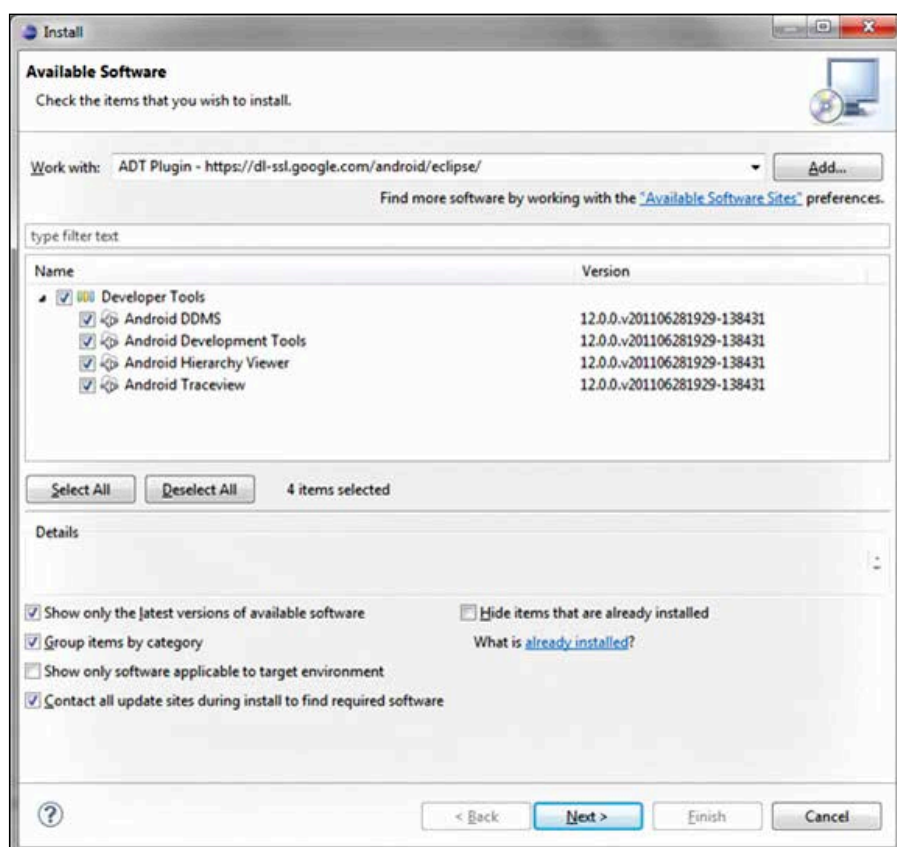 Install
Available Software
Check the items that you wish to install.
Work with: ADT Plugin - https://dl-ssl.google.com/android/eclipse/ Add...
Find more software by working with the "Available Software Sites" preferences.
type filter text
Name Version
Developer Tools
Android DDMS 12.0.0.v201106281929-138431
Android Development Tools 12.0.0.v201106281929-138431
Android Hierarchy Viewer 12.0.0.v201106281929-138431
Android Traceview 12.0.0.v201106281929-138431
Select All Deselect All 4 items selected
Details
Show only the latest versions of available software Hide items that are already installed
Group items by category What is already installed?
Show only software applicable to target environment
Contact all update sites during install to find required software
? < Back Next > Finish Cancel